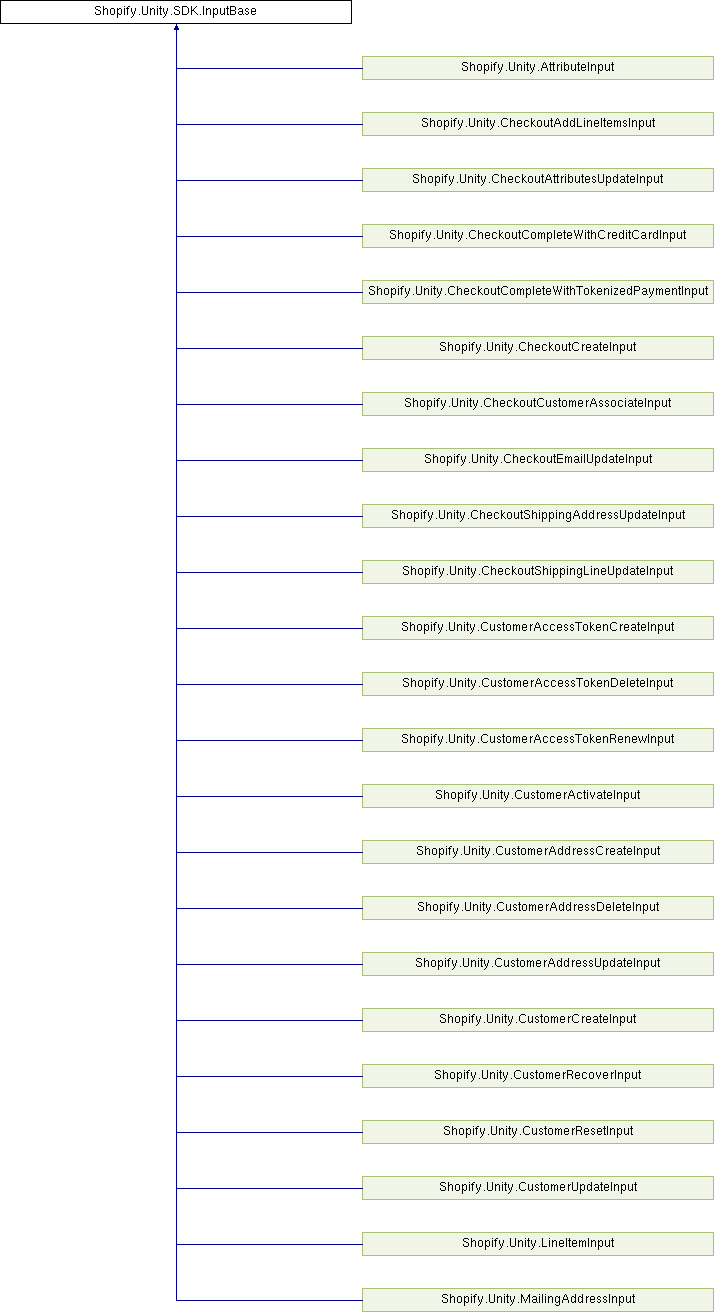 Shopify.Unity.SDK.InputBase
Shopify.Unity.AttributeInput
Shopify.Unity.CheckoutAddLineItemsInput
Shopify.Unity.CheckoutAttributesUpdateInput
Shopify.Unity.CheckoutCompleteWithCreditCardInput
Shopify.Unity.CheckoutCompleteWithTokenizedPaymentInput
Shopify.Unity.CheckoutCreateInput
Shopify.Unity.CheckoutCustomerAssociateInput
Shopify.Unity.CheckoutEmailUpdateInput
Shopify.Unity.CheckoutShippingAddressUpdateInput
Shopify.Unity.CheckoutShippingLineUpdateInput
Shopify.Unity.CustomerAccessTokenCreateInput
Shopify.Unity.CustomerAccessTokenDeleteInput
Shopify.Unity.CustomerAccessTokenRenewInput
Shopify.Unity.CustomerActivateInput
Shopify.Unity.CustomerAddressCreateInput
Shopify.Unity.CustomerAddressDeleteInput
Shopify.Unity.CustomerAddressUpdateInput
Shopify.Unity.CustomerCreateInput
Shopify.Unity.CustomerRecoverInput
Shopify.Unity.CustomerResetInput
Shopify.Unity.CustomerUpdateInput
Shopify.Unity.LineItemInput
Shopify.Unity.MailingAddressInput